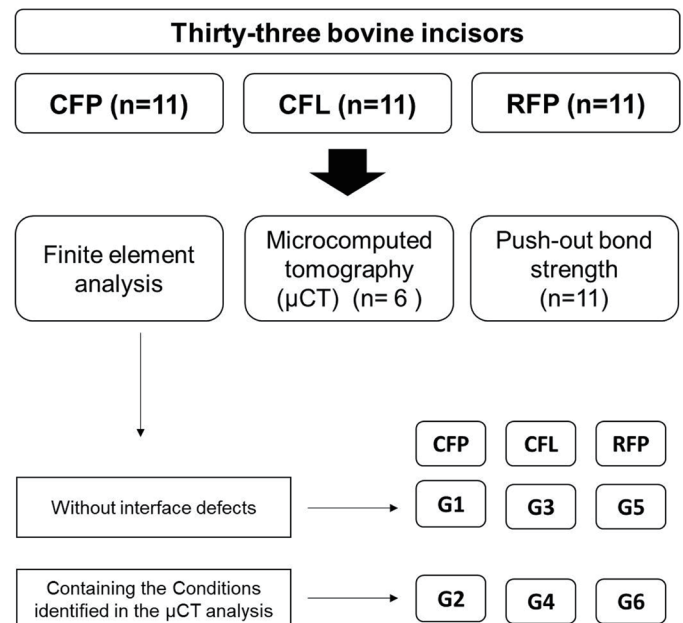 Thirty-three bovine incisors
CFP (n=11) CFL (n=11) RFP (n=11)
Finite element
analysis
Microcomputed
tomography
(µCT) (n= 6 )
Push-out bond
strength
(n=11)
CFP CFL RFP
Without interface defects G1 G3 G5
Containing the Conditions
identified in the µCT analysis
G2 G4 G6